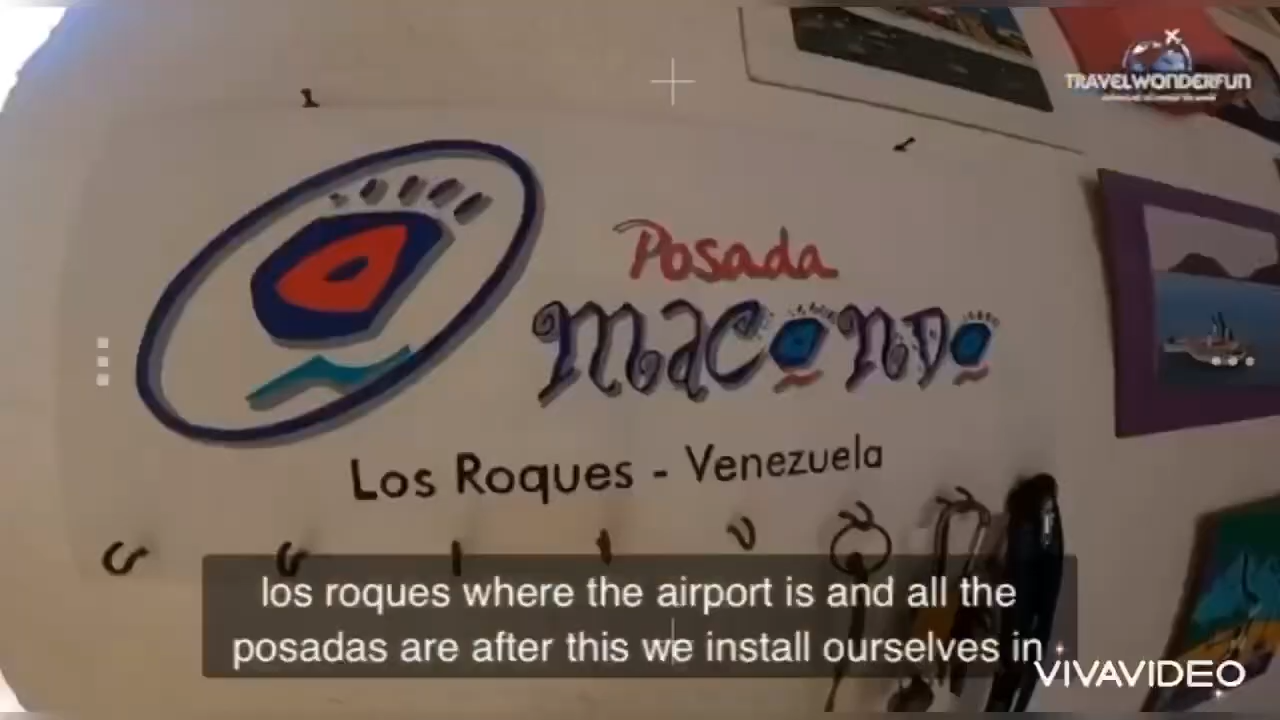 TRAVELWONDERFUN
Posada
macondo
Los Roques - Venezuela
los roques where the airport is and all the
posadas are after this we install ourselves in
VIVAVIDEO